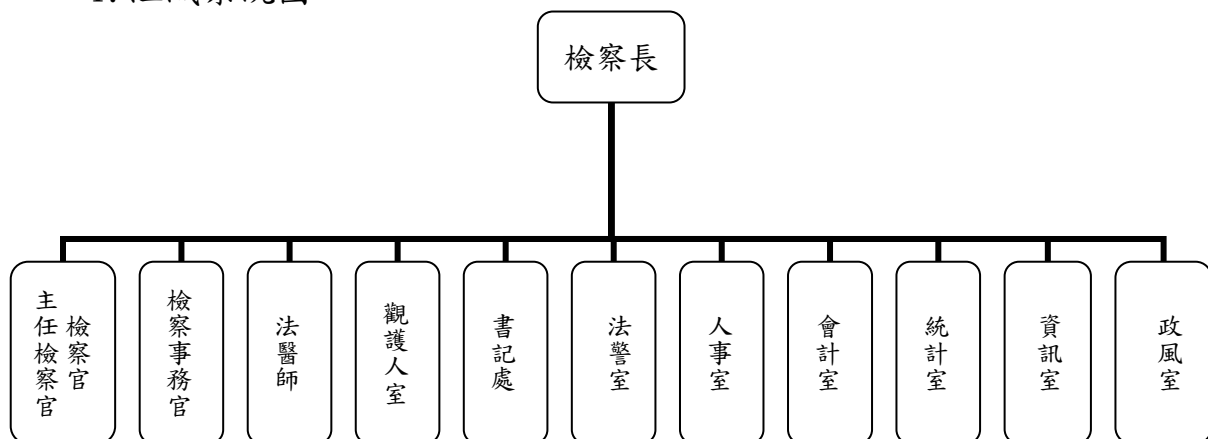 檢察長
主任檢察官
檢察官
檢察事務官
法醫師
觀護人室
書記處
法警室
人事室
會計室
統計室
資訊室
政風室